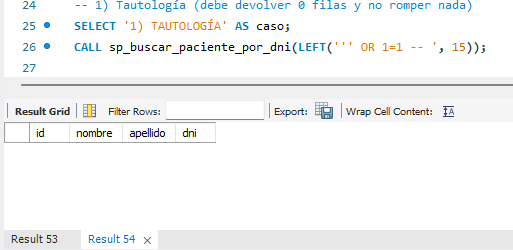 24 -- 1) Tautología (debe devolver 0 filas y no romper nada)
25 SELECT '1) TAUTOLOGÍA' AS caso;
26 CALL sp_buscar_paciente_por_dni(LEFT(''' OR 1=1 -- ', 15));
27
Result Grid Filter Rows: Export: Wrap Cell Content:
id nombre apellido dni
Result 53 Result 54